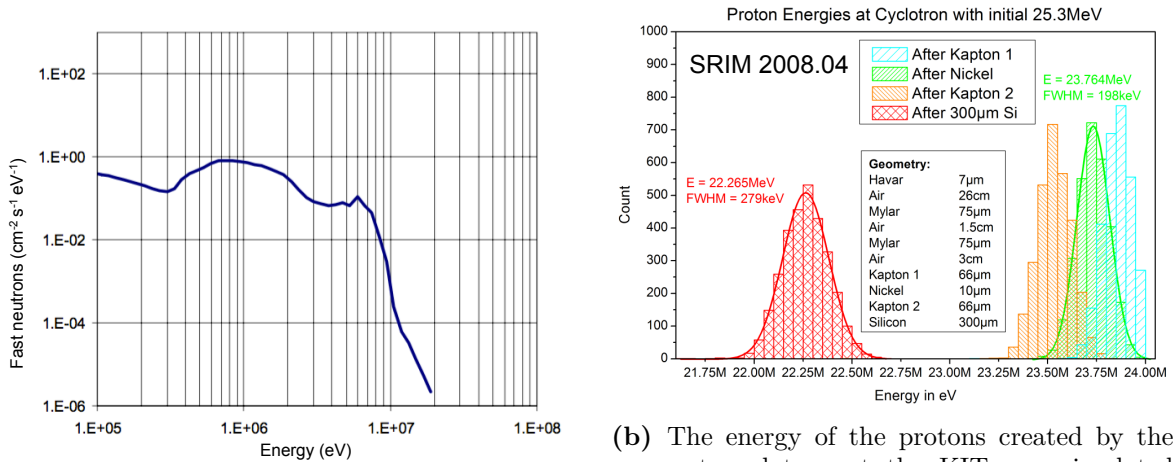 1.E+02
1.E+00
1.E-02
1.E-04
1.E-06
Fast neutrons (cm⁻² s⁻¹ eV⁻¹)
1.E+05
1.E+06
1.E+07
1.E+08
Energy (eV)
Proton Energies at Cyclotron with initial 25.3MeV
SRIM 2008.04
After Kapton 1
After Nickel
After Kapton 2
After 300µm Si
E = 23.764MeV
FWHM = 198keV
E = 22.265MeV
FWHM = 279keV
Geometry:
Havar 7µm
Air 26cm
Mylar 75µm
Air 1.5cm
Mylar 75µm
Air 3cm
Kapton 1 66µm
Nickel 10µm
Kapton 2 66µm
Silicon 300µm
Count
1000
900
800
700
600
500
400
300
200
100
0
21.75M 22.00M 22.25M 22.50M 22.75M 23.00M 23.25M 23.50M 23.75M 24.00M
Energy in eV
(b) The energy of the protons created by the